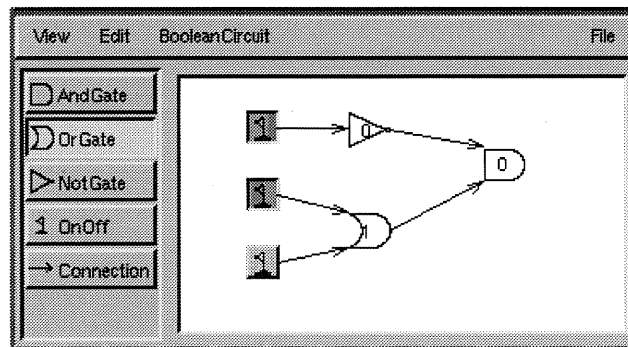 View Edit BooleanCircuit File
AndGate
OrGate
NotGate
1 OnOff
Connection
1 0
0
1
1
1